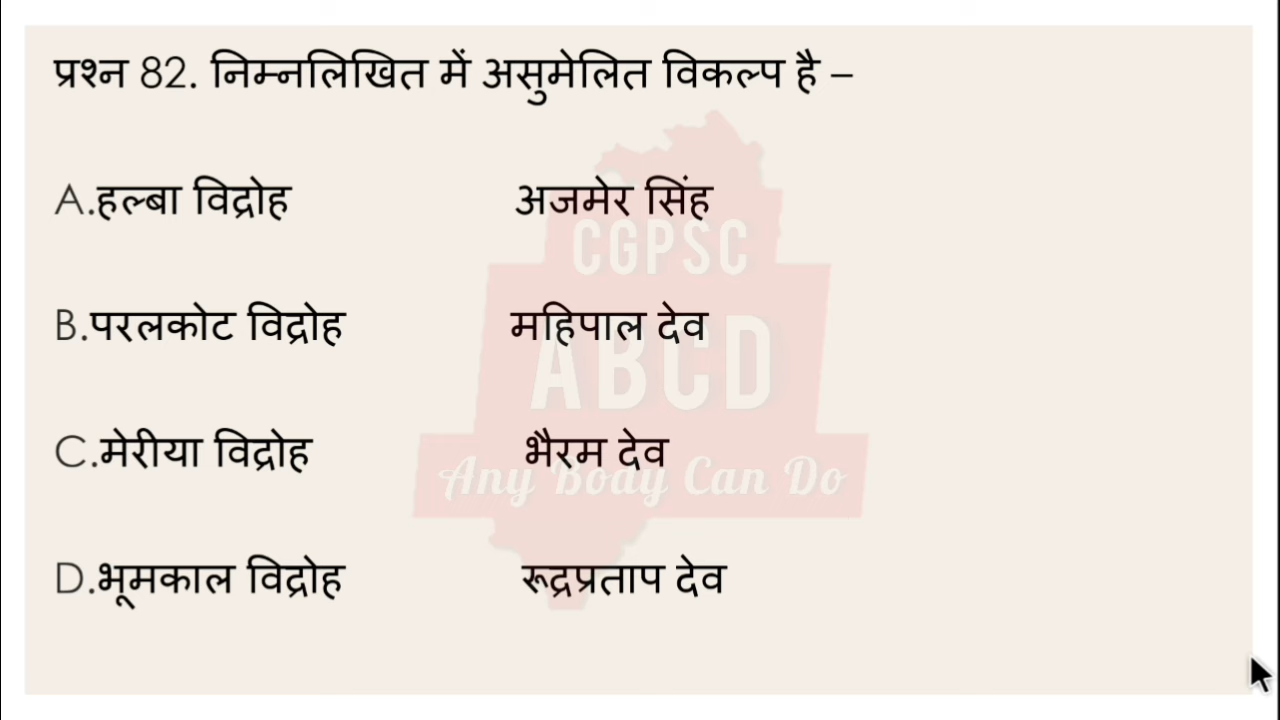 प्रश्न 82. निम्नलिखित में असुमेलित विकल्प है –
A.हल्बा विद्रोह अजमेर सिंह
CGPSC
B.परलकोट विद्रोह महिपाल देव
ABCD
C.मेरीया विद्रोह भैरम देव
Any Body Can Do
D.भूमकाल विद्रोह रूद्रप्रताप देव